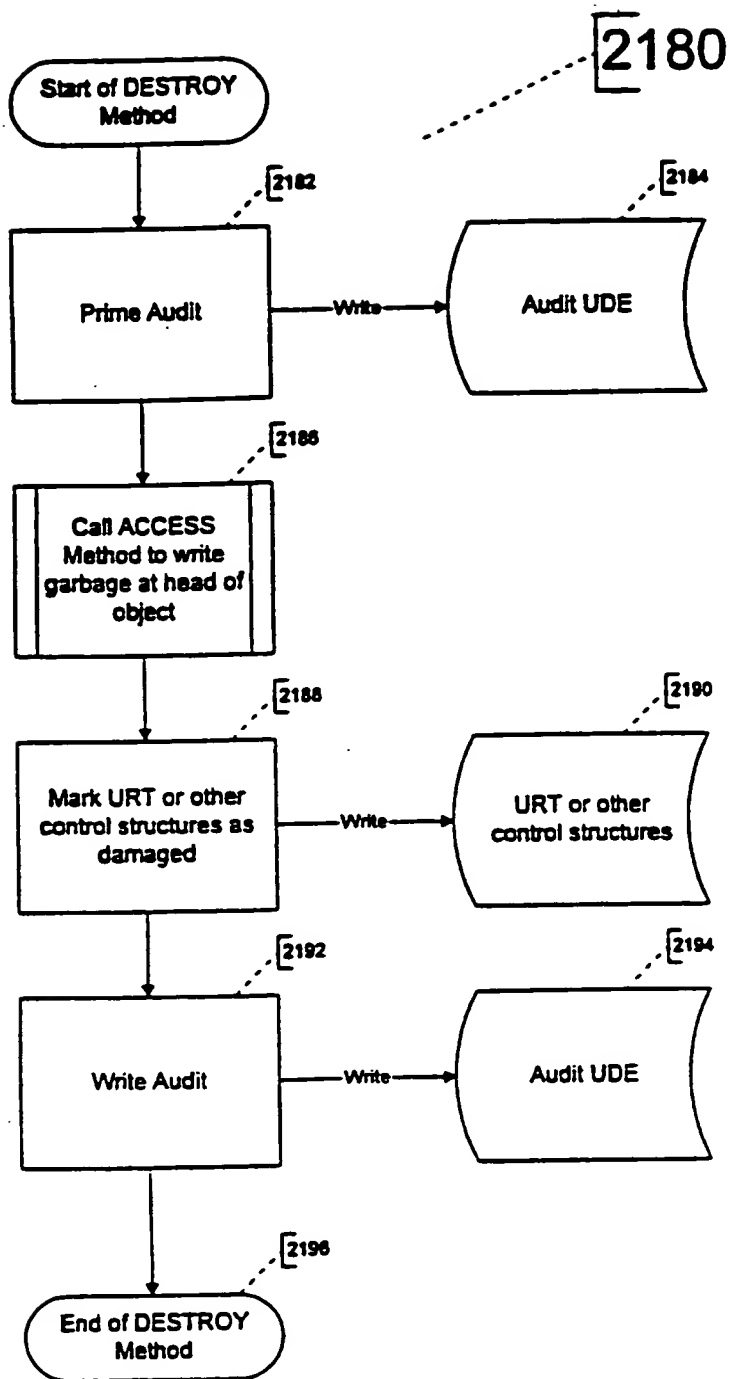 2180
Start of DESTROY
Method
2182
2184
Prime Audit
Write
Audit UDE
2186
Call ACCESS
Method to write
garbage at head of
object
2188
2190
Mark URT or other
control structures as
damaged
Write
URT or other
control structures
2192
2194
Write Audit
Write
Audit UDE
2196
End of DESTROY
Method